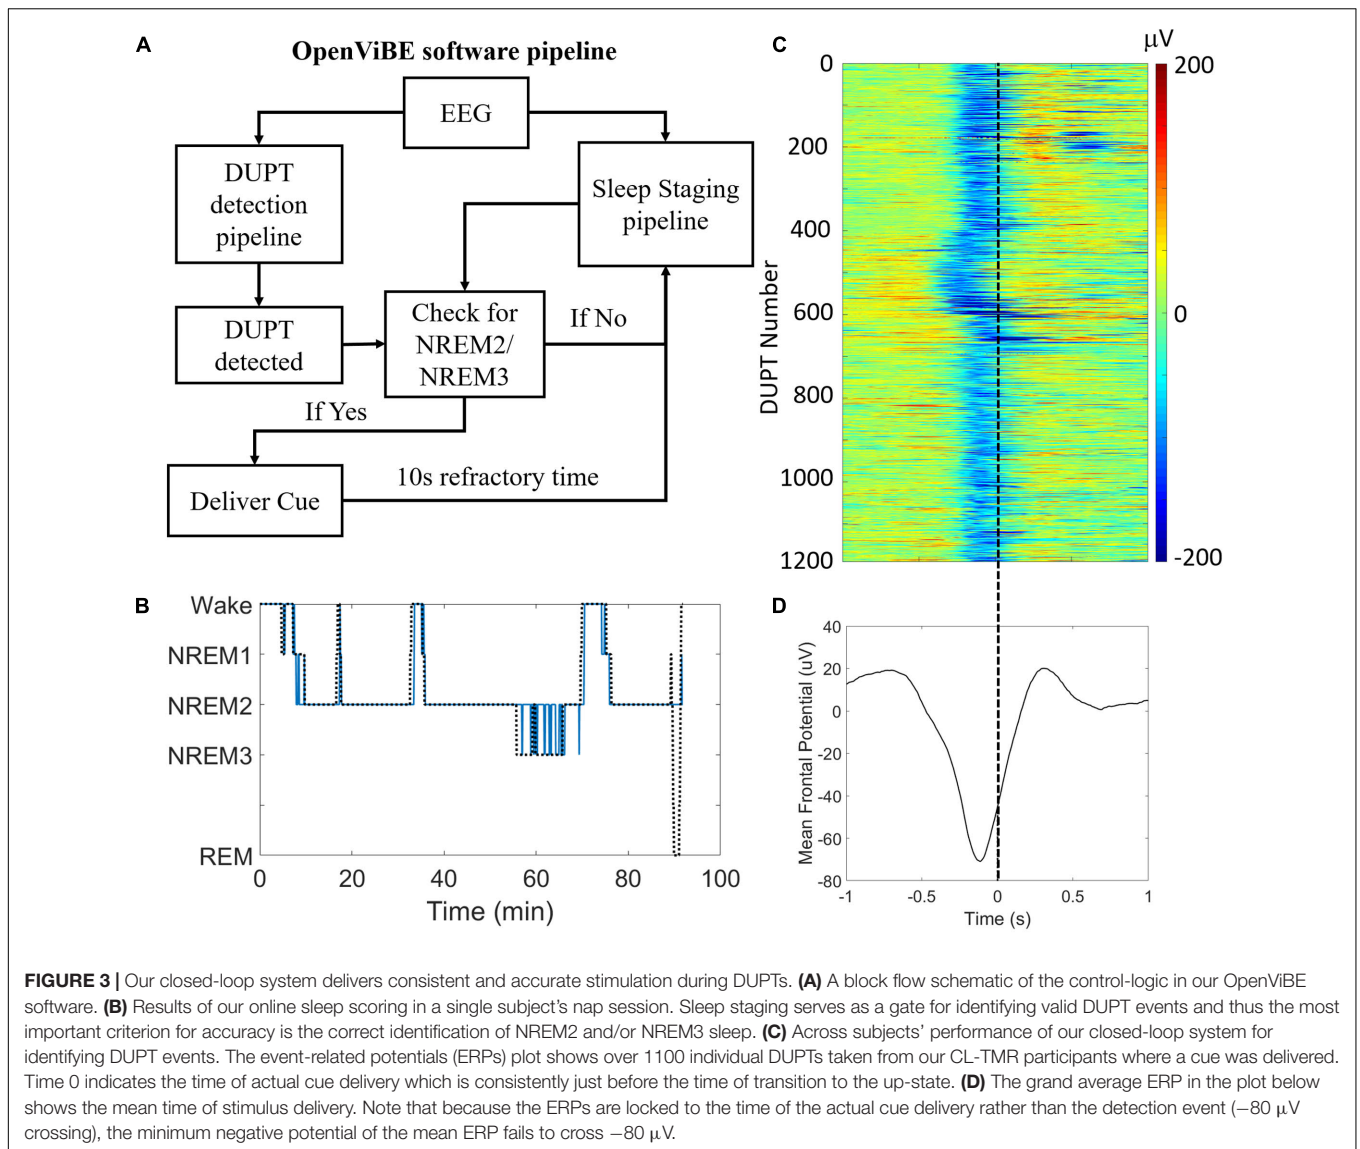 A
OpenViBE software pipeline
EEG
DUPT
detection
pipeline
Sleep Staging
pipeline
DUPT
detected
Check for
NREM2/
NREM3
If No
If Yes
Deliver Cue
10s refractory time
B
Wake
NREM1
NREM2
NREM3
REM
0 20 40 60 80 100
Time (min)
C
μV
200
0
-200
DUPT Number
0
200
400
600
800
1000
1200
D
Mean Frontal Potential (uV)
40
20
0
-20
-40
-60
-80
-1 -0.5 0 0.5 1
Time (s)
FIGURE 3 | Our closed-loop system delivers consistent and accurate stimulation during DUPTs. (A) A block flow schematic of the control-logic in our OpenViBE
software. (B) Results of our online sleep scoring in a single subject's nap session. Sleep staging serves as a gate for identifying valid DUPT events and thus the most
important criterion for accuracy is the correct identification of NREM2 and/or NREM3 sleep. (C) Across subjects' performance of our closed-loop system for
identifying DUPT events. The event-related potentials (ERPs) plot shows over 1100 individual DUPTs taken from our CL-TMR participants where a cue was delivered.
Time 0 indicates the time of actual cue delivery which is consistently just before the time of transition to the up-state. (D) The grand average ERP in the plot below
shows the mean time of stimulus delivery. Note that because the ERPs are locked to the time of the actual cue delivery rather than the detection event (−80 μV
crossing), the minimum negative potential of the mean ERP fails to cross −80 μV.